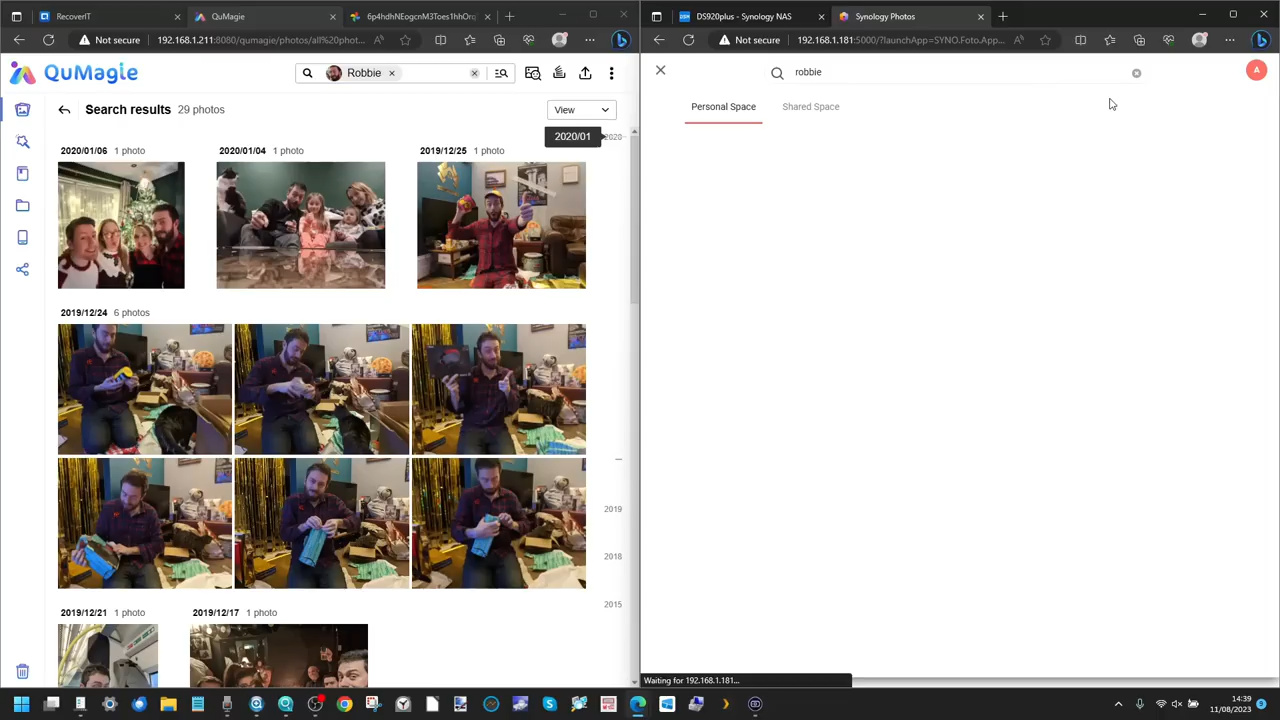 RecoverIT
QuMagie
6p4hdhNEogcnM3Toes1hhOrq
Not secure
192.168.1.211:8080/qumagie/photos/all%20phot...
QuMagie
Robbie
Search results 29 photos
View
2020/01
2020
2020/01/06 1 photo
2020/01/04 1 photo
2019/12/25 1 photo
2019/12/24 6 photos
2019
2018
2015
2019/12/21 1 photo
2019/12/17 1 photo
DS920plus - Synology NAS
Synology Photos
Not secure
192.168.1.181:5000/?launchApp=SYNO.Foto.App...
robbie
A
Personal Space
Shared Space
Waiting for 192.168.1.181...
14:39
11/08/2023
3